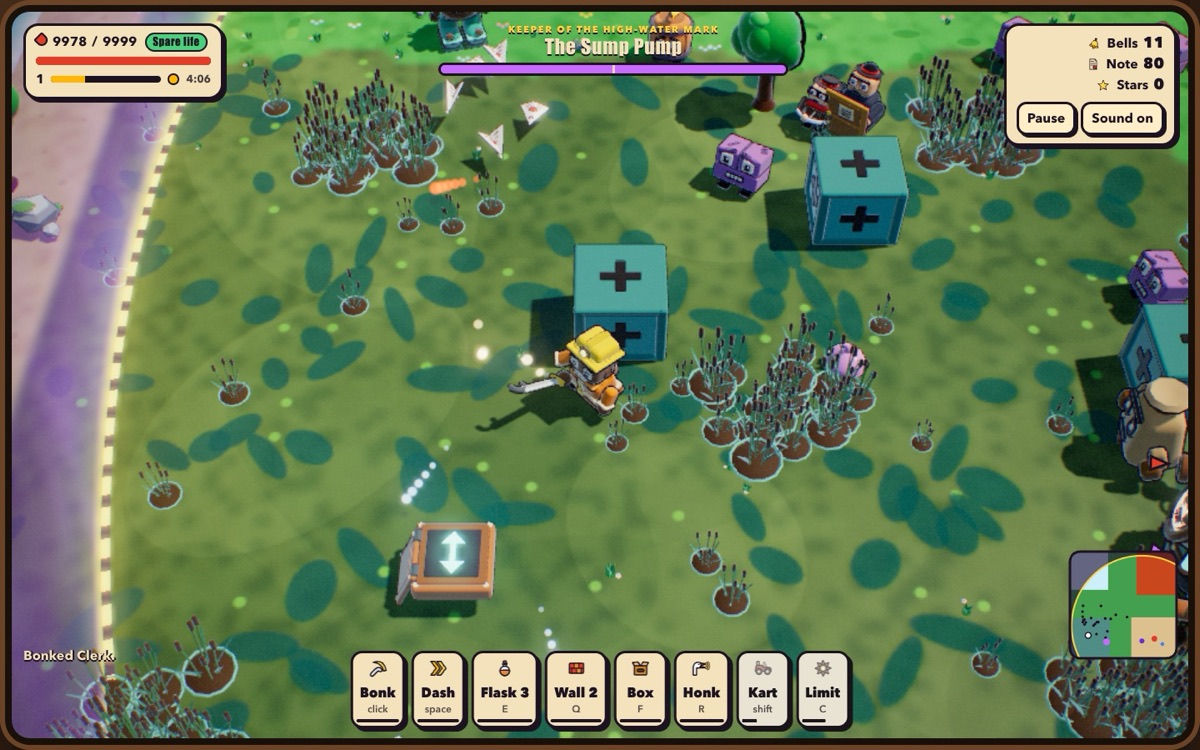 9978 / 9999 Spare life
1 4:06
KEEPER OF THE HIGH-WATER MARK
The Sump Pump
Bells 11
Note 80
Stars 0
Pause Sound on
Bonked Clerk.
Bonk Dash Flask 3 Wall 2 Box Honk Kart Limit
click space E Q F R shift C